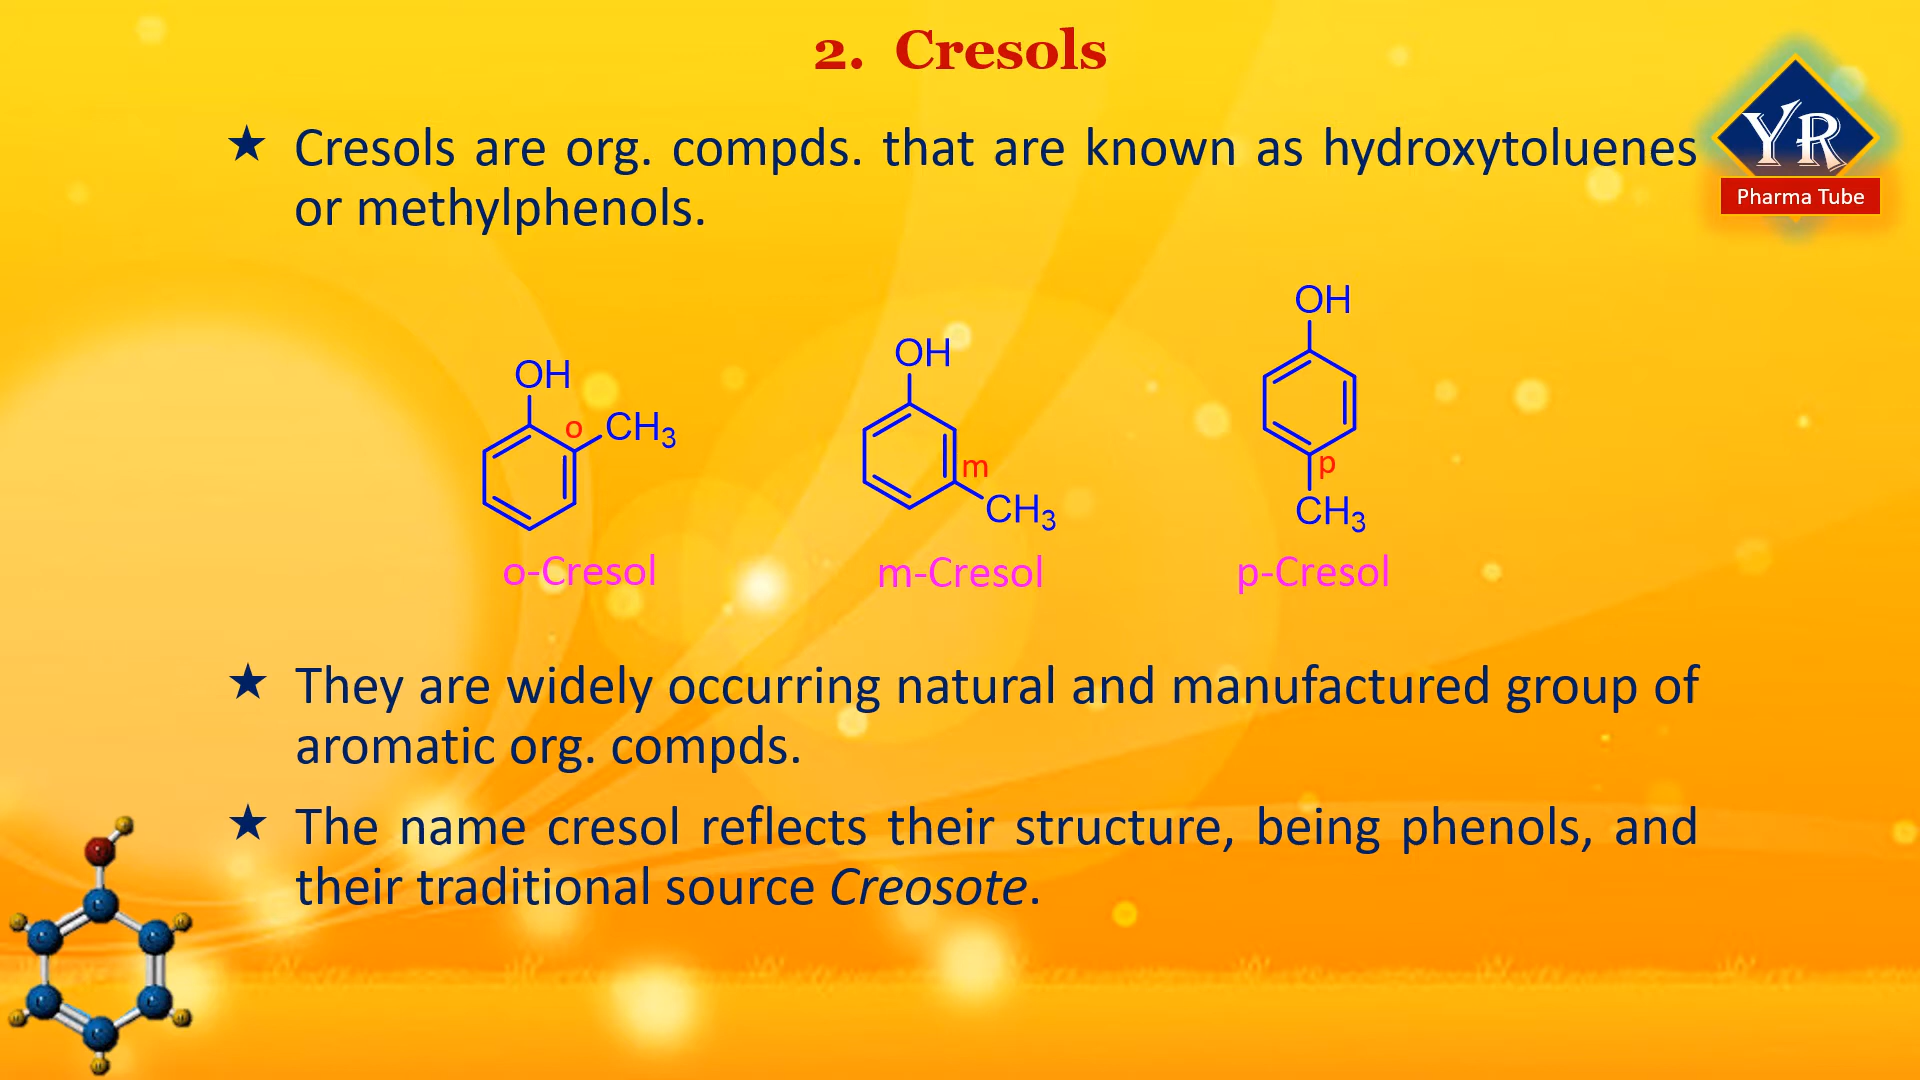 2. Cresols
★ Cresols are org. compds. that are known as hydroxytoluenes
or methylphenols.
YR
Pharma Tube
OH
o
CH3
o-Cresol
OH
m
CH3
m-Cresol
OH
p
CH3
p-Cresol
★ They are widely occurring natural and manufactured group of
aromatic org. compds.
★ The name cresol reflects their structure, being phenols, and
their traditional source Creosote.